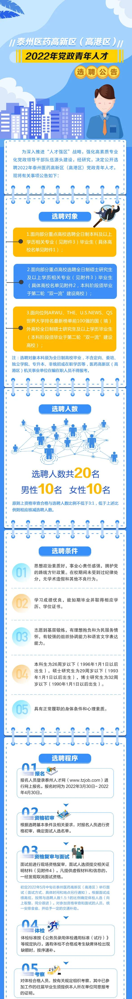 泰州医药高新区（高港区）
2022年党政青年人才
选聘公告
为深入推进“人才强区”战略，强化高素质专业
化党政领导干部队伍源头建设，经研究，决定公开选
聘2022年泰州医药高新区（高港区）党政青年人才。
现将有关事项公告如下：
选聘对象
1.面向部分重点高校选聘全日制本科及以上
学历相关专业（见附件3）毕业生（具体高
校名单见附件1）；
2.面向部分重点高校选聘全日制硕士研究生
及以上学历相关专业（见附件3）毕业生
（具体高校名单见附件2，本科阶段须毕业
于第二轮“双一流”建设高校）；
3.面向位列ARWU、THE、U.S.NEWS、QS
世界大学排名最新榜单前100强的国（境）
外高校全日制硕士研究生及以上学历毕业生
（本科阶段须毕业于第二轮“双一流”建设
高校）；
注：选聘对象本科须为全日制高校毕业，不含定向、委培、
独立学院、专升本、非统招或在职学历等，医药高新区（高
港区）机关事业单位在编在职人员不得报考。
选聘人数
选聘人数共20名
男性10名 女性10名
原则上资格审查合格与选聘人数比例不低于3:1，低于上述比
例则相应核减选聘人数。
选聘条件
01
思想政治素质好，事业心责任感强，拥护党
的路线方针政策。在校期间未受到过纪律处
分，无学术造假和其他不良行为。
02
学习成绩优良，能如期毕业并取得相应学
历、学位证书。
03
志愿到基层锻炼，有理想抱负和为民服务情
怀，有较强的组织协调能力和语言文字表达
能力。
04
本科生为26周岁以下（1996年1月1日以后
出生），硕士研究生为29周岁以下（1993
年1月1日以后出生），博士研究生为32周
岁以下（1990年1月1日以后出生）。
05
具有正常履职的身体条件和心理素质。
选聘程序
01
报名
报名人员登录泰州人才网（www.tzjob.com）进
行网上报名。报名时间为 2022年3月30日- 2022
年4月30日。
02
资格初审
根据选聘基本条件及相关要求，对报名人员进行资
格初审，确定面试人选名单。
03
资格复审与面试
面试前进行现场资格复审，面试人选须提交相关证
明材料（见附件4）。凡提供虚假材料和信息的，
一经发现取消面试资格。
初定2022年5月中旬在泰州医药高新区（高港区）举行面
试（面试方式、具体时间和地点另行通知）。根据面试成
绩高低，按照与选聘人数1.5:1的比例确定体检人选（向
上取整，同分跟进）。对参加资格审查和面试的人员，统
一安排食宿，并给予一定的交通补助。
04
体检
体检标准按《公务员录用体检通用标准（试行）》
等规定执行。遇有体检不合格或考生缺席体检出现
缺额时，按序递补。
05
考察
对体检合格人员，按有关规定组织考察，其中已参
加工作的往届毕业生须提供本人所在单位同意报考
的证明。